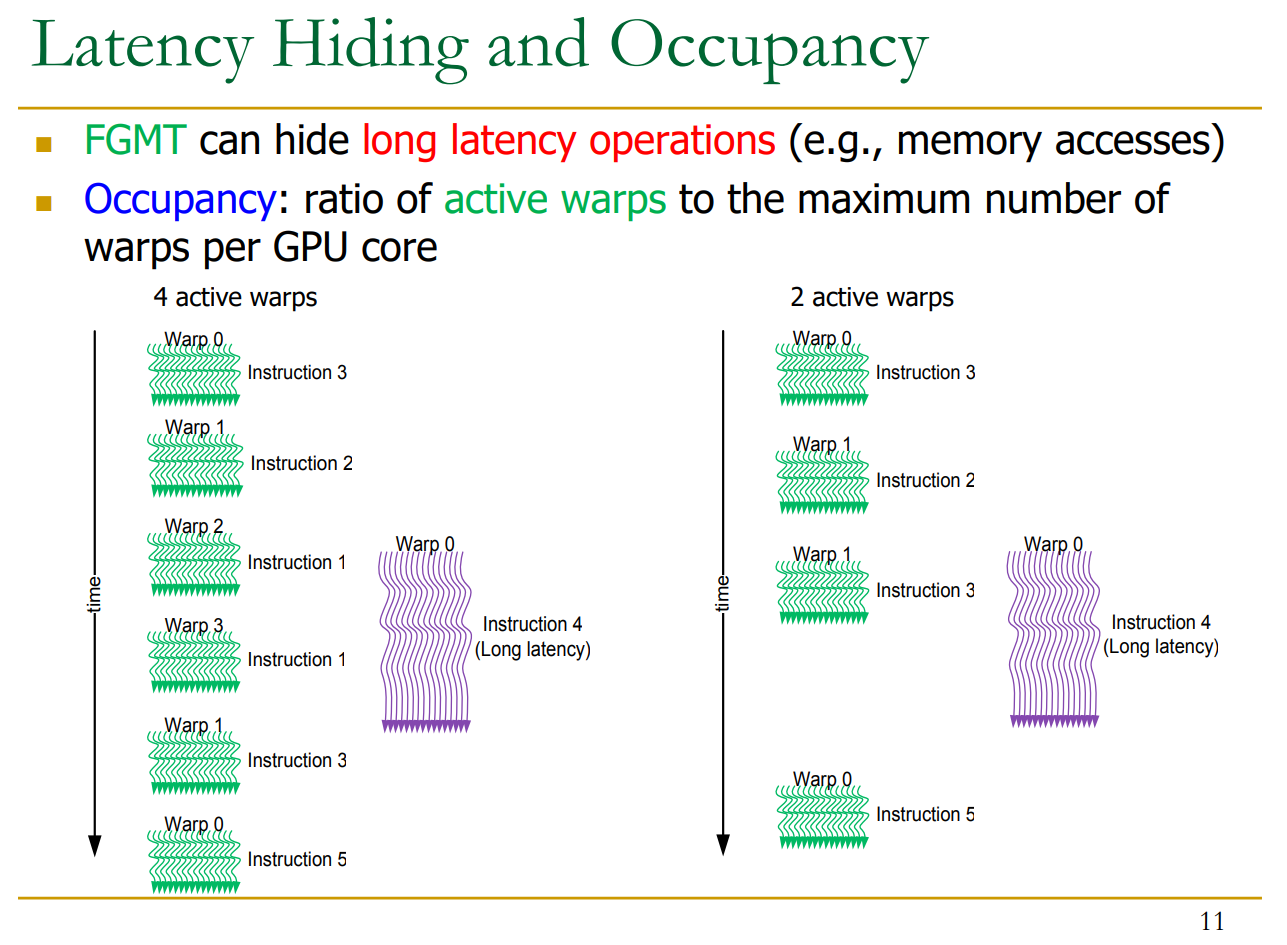 Latency Hiding and Occupancy
FGMT can hide long latency operations (e.g., memory accesses)
Occupancy: ratio of active warps to the maximum number of
warps per GPU core
4 active warps
time
Warp 0
Instruction 3
Warp 1
Instruction 2
Warp 2
Instruction 1
Warp 3
Instruction 1
Warp 1
Instruction 3
Warp 0
Instruction 5
Warp 0
Instruction 4
(Long latency)
2 active warps
time
Warp 0
Instruction 3
Warp 1
Instruction 2
Warp 1
Instruction 3
Warp 0
Instruction 5
Warp 0
Instruction 4
(Long latency)
11